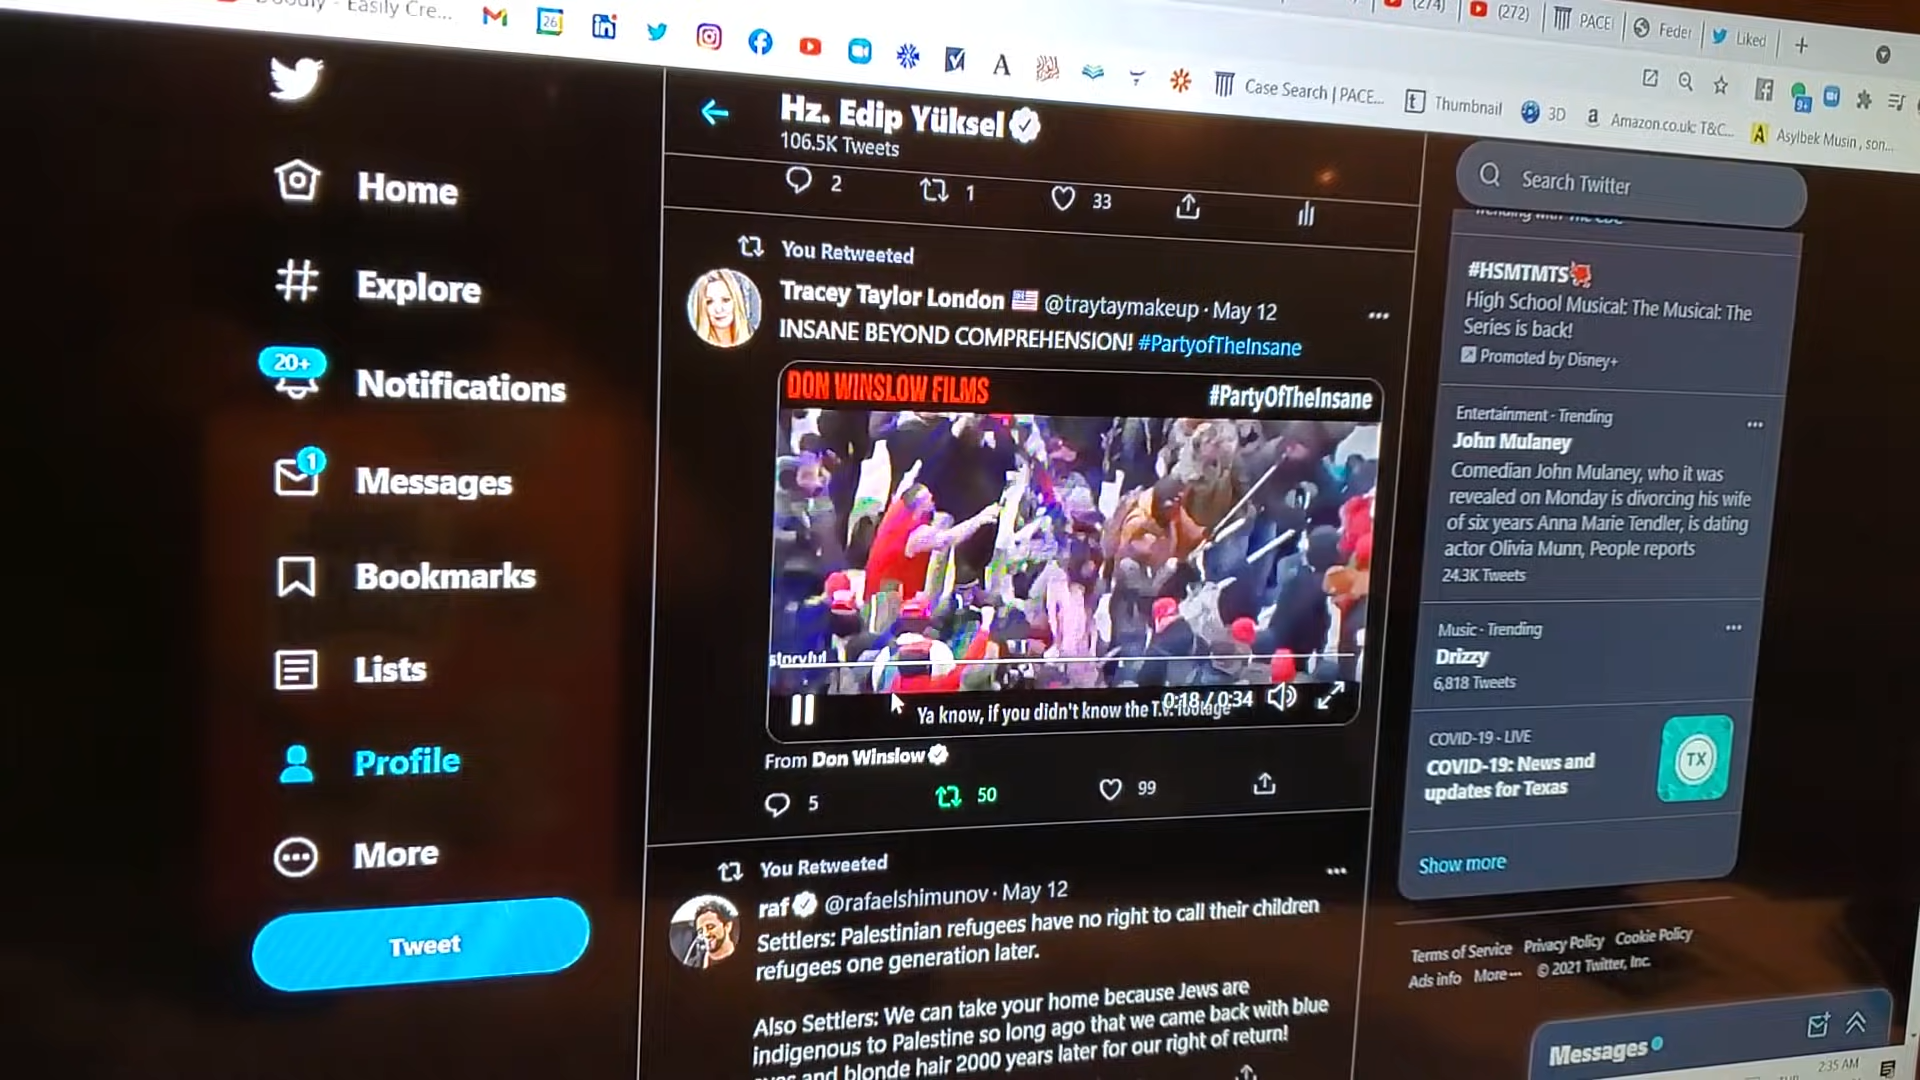 Easily Cre...
26
(274)
(272)
PACE
Feder
Liked
Case Search | PACE...
Thumbnail
3D
Amazon.co.uk: T&C...
Asylbek Musin , son...
9+
Hz. Edip Yüksel
106.5K Tweets
2
1
33
Home
Explore
20+
Notifications
1
Messages
Bookmarks
Lists
Profile
More
Tweet
You Retweeted
Tracey Taylor London @traytaymakeup · May 12
INSANE BEYOND COMPREHENSION! #PartyofTheInsane
DON WINSLOW FILMS
#PartyOfTheInsane
storyful
Ya know, if you didn't know the T.V. footage
0:18 / 0:34
From Don Winslow
5
50
99
You Retweeted
raf @rafaelshimunov · May 12
Settlers: Palestinian refugees have no right to call their children
refugees one generation later.
Also Settlers: We can take your home because Jews are
indigenous to Palestine so long ago that we came back with blue
and blonde hair 2000 years later for our right of return!
Search Twitter
#HSMTMTS
High School Musical: The Musical: The
Series is back!
Promoted by Disney+
Entertainment · Trending
John Mulaney
Comedian John Mulaney, who it was
revealed on Monday is divorcing his wife
of six years Anna Marie Tendler, is dating
actor Olivia Munn, People reports
24.3K Tweets
Music · Trending
Drizzy
6,818 Tweets
COVID-19 · LIVE
COVID-19: News and
updates for Texas
TX
Show more
Terms of Service Privacy Policy Cookie Policy
Ads info More ··· © 2021 Twitter, Inc.
Messages
2:35 AM